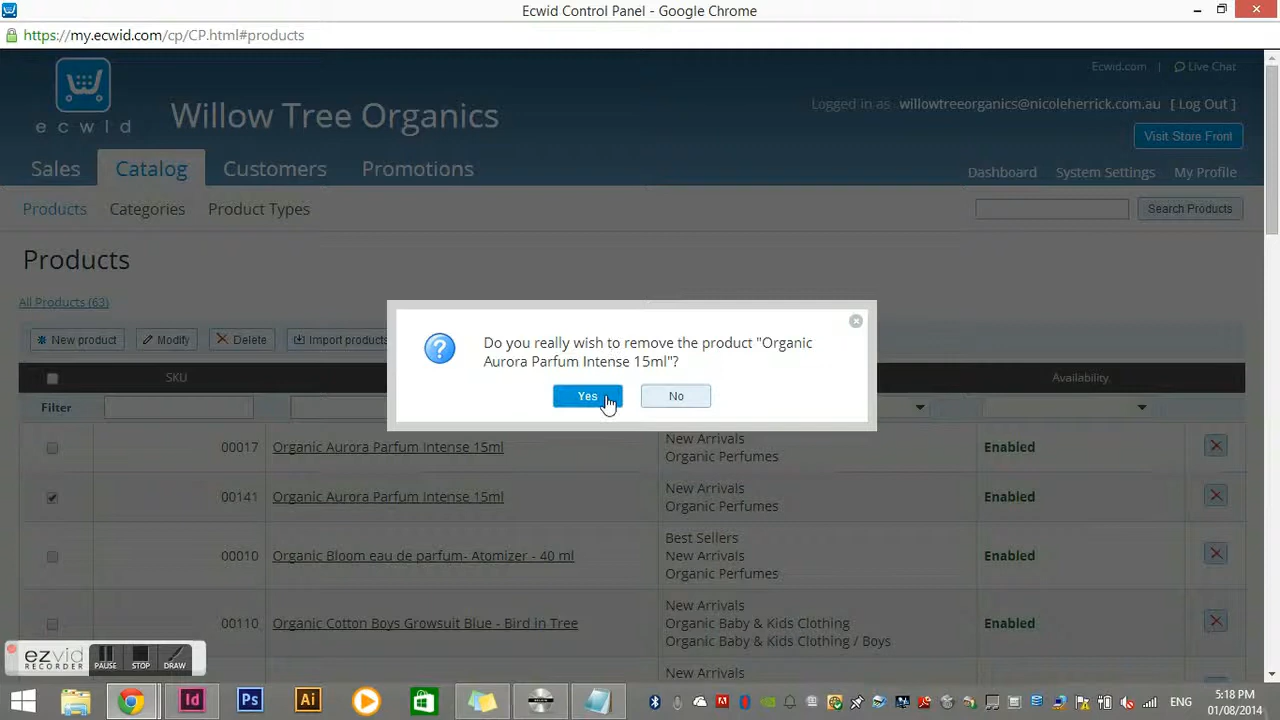 Ecwid Control Panel - Google Chrome
https://my.ecwid.com/cp/CP.html#products
Ecwid.com | Live Chat
ecwid
Willow Tree Organics
Logged in as willowtreeorganics@nicoleherrick.com.au [ Log Out ]
Visit Store Front
Sales Catalog Customers Promotions
Dashboard System Settings My Profile
Products Categories Product Types
Search Products
Products
All Products (63)
New product Modify Delete Import products
Do you really wish to remove the product "Organic
Aurora Parfum Intense 15ml"?
Yes No
SKU Availability
Filter
00017 Organic Aurora Parfum Intense 15ml New Arrivals Enabled
Organic Perfumes
00141 Organic Aurora Parfum Intense 15ml New Arrivals Enabled
Organic Perfumes
Best Sellers
00010 Organic Bloom eau de parfum- Atomizer - 40 ml New Arrivals Enabled
Organic Perfumes
New Arrivals
00110 Organic Cotton Boys Growsuit Blue - Bird in Tree Organic Baby & Kids Clothing Enabled
Organic Baby & Kids Clothing / Boys
New Arrivals
ezvid
RECORDER
PAUSE STOP DRAW
Id Ps Ai
ENG
5:18 PM
01/08/2014